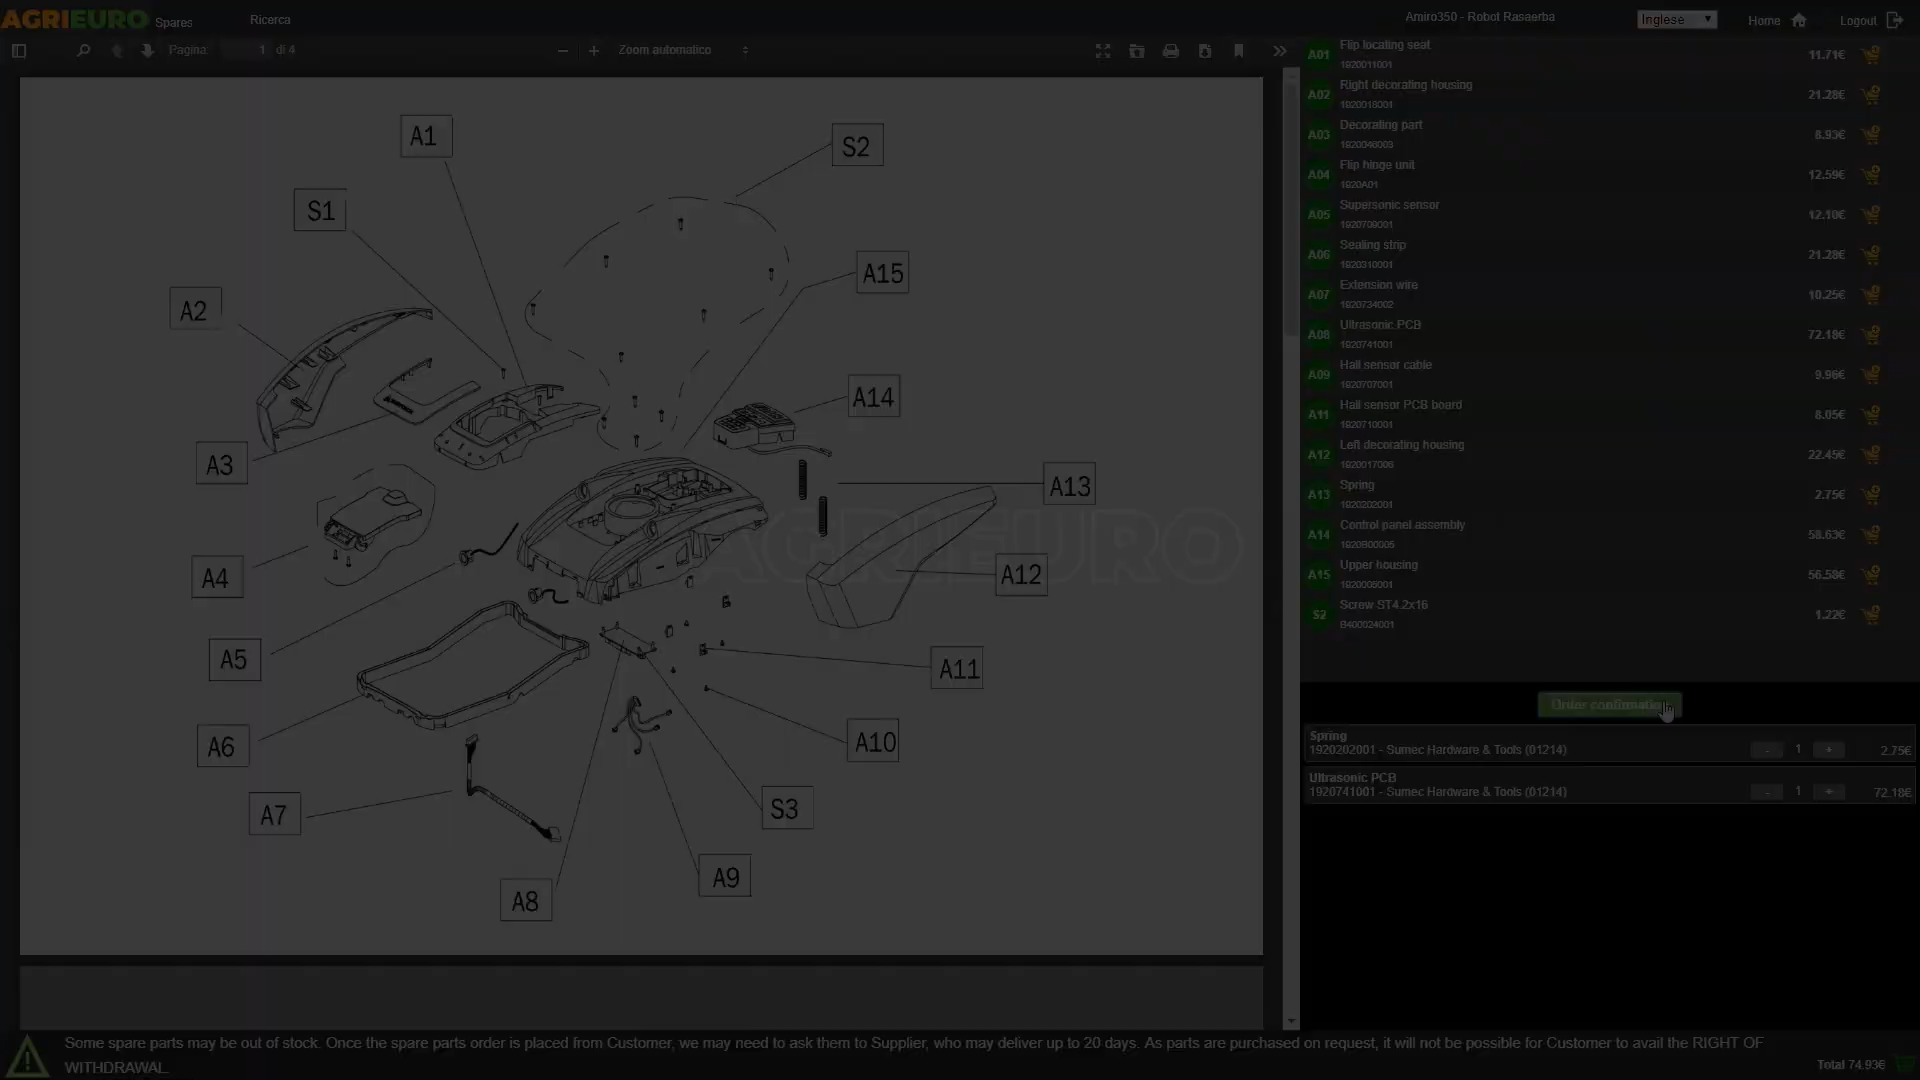 AGRIEURO Spares
Ricerca
Amiro350 - Robot Rasaerba
Inglese
Home
Logout
Pagina: 1 di 4
Zoom automatico
A1
S2
S1
A15
A2
A14
A3
A13
A4
A12
A5
A11
A6
A10
A7
S3
A9
A8
AGRIEURO
A01 Flip locating seat 11.71€
1920011001
A02 Right decorating housing 21.28€
1920018001
A03 Decorating part 8.93€
1920046003
A04 Flip hinge unit 12.59€
1920A01
A05 Supersonic sensor 12.10€
1920709001
A06 Sealing strip 21.28€
1920310001
A07 Extension wire 10.25€
1920734002
A08 Ultrasonic PCB 72.18€
1920741001
A09 Hall sensor cable 9.96€
1920707001
A11 Hall sensor PCB board 8.05€
1920710001
A12 Left decorating housing 22.45€
1920017006
A13 Spring 2.75€
1920202001
A14 Control panel assembly 58.63€
1920B00005
A15 Upper housing 56.58€
1920005001
S2 Screw ST4.2x16 1.22€
B400024001
Order confirmation
Spring
1920202001 - Sumec Hardware & Tools (01214) - 1 + 2.75€
Ultrasonic PCB
1920741001 - Sumec Hardware & Tools (01214) - 1 + 72.18€
Some spare parts may be out of stock. Once the spare parts order is placed from Customer, we may need to ask them to Supplier, who may deliver up to 20 days. As parts are purchased on request, it will not be possible for Customer to avail the RIGHT OF
WITHDRAWAL
Total 74.93€